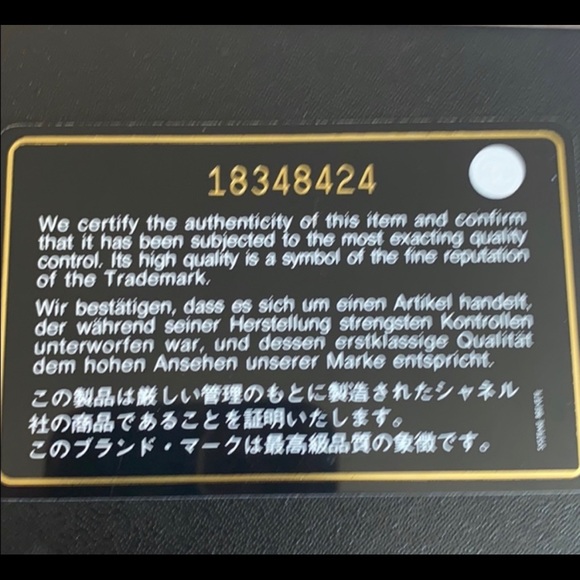 18348424
We certify the authenticity of this item and confirm
that it has been subjected to the most exacting quality
control. Its high quality is a symbol of the fine reputation
of the Trademark.
Wir bestätigen, dass es sich um einen Artikel handelt,
der während seiner Herstellung strengsten Kontrollen
unterworfen war, und dessen erstklassige Qualität
dem hohen Ansehen unserer Marke entspricht.
この製品は厳しい管理のもとに製造されたシャネル
社の商品であることを証明いたします。
このブランド・マークは最高級品質の象徴です。